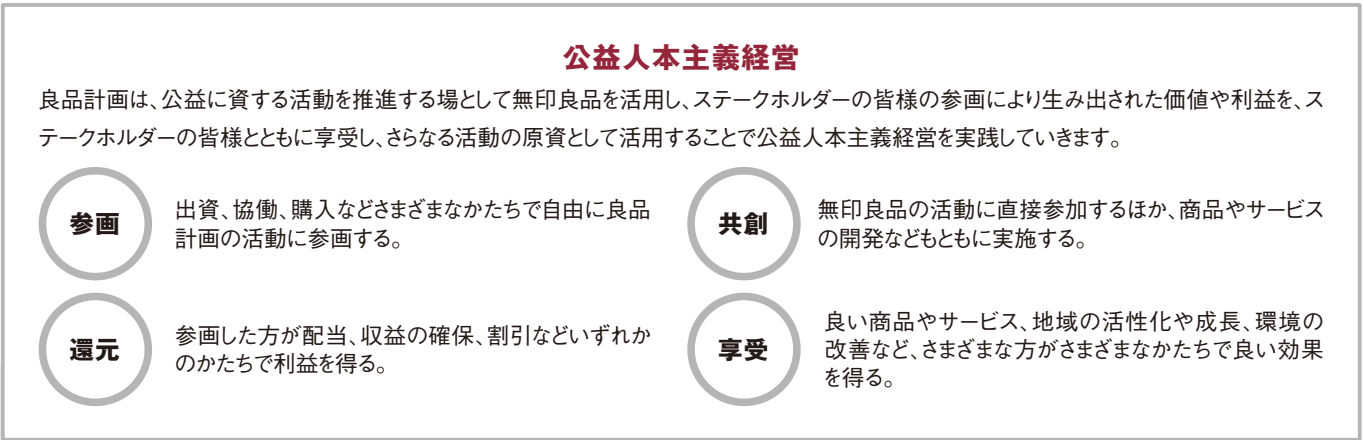 公益人本主義経営
良品計画は、公益に資する活動を推進する場として無印良品を活用し、ステークホルダーの皆様の参画により生み出された価値や利益を、ス
テークホルダーの皆様とともに享受し、さらなる活動の原資として活用することで公益人本主義経営を実践していきます。
参画
出資、協働、購入などさまざまなかたちで自由に良品
計画の活動に参画する。
共創
無印良品の活動に直接参加するほか、商品やサービス
の開発などもともに実施する。
還元
参画した方が配当、収益の確保、割引などいずれか
のかたちで利益を得る。
享受
良い商品やサービス、地域の活性化や成長、環境の
改善など、さまざまな方がさまざまなかたちで良い効果
を得る。